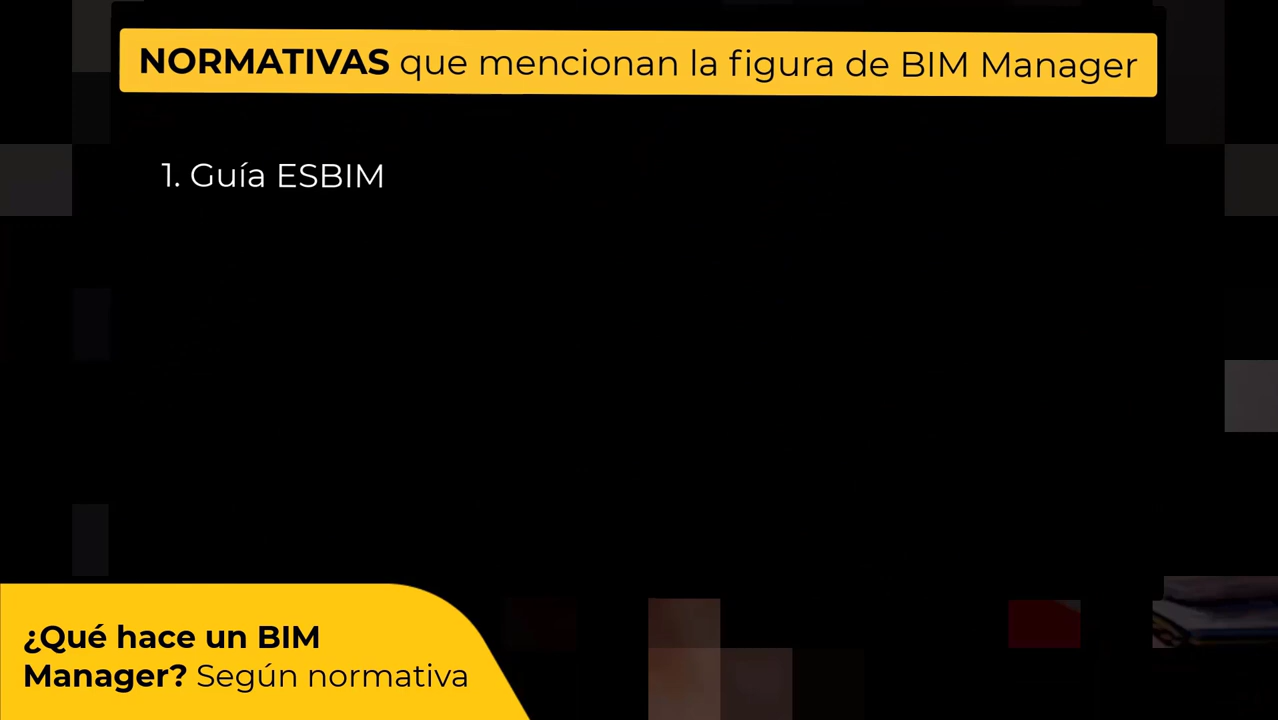 NORMATIVAS que mencionan la figura de BIM Manager
1. Guía ESBIM
¿Qué hace un BIM
Manager? Según normativa